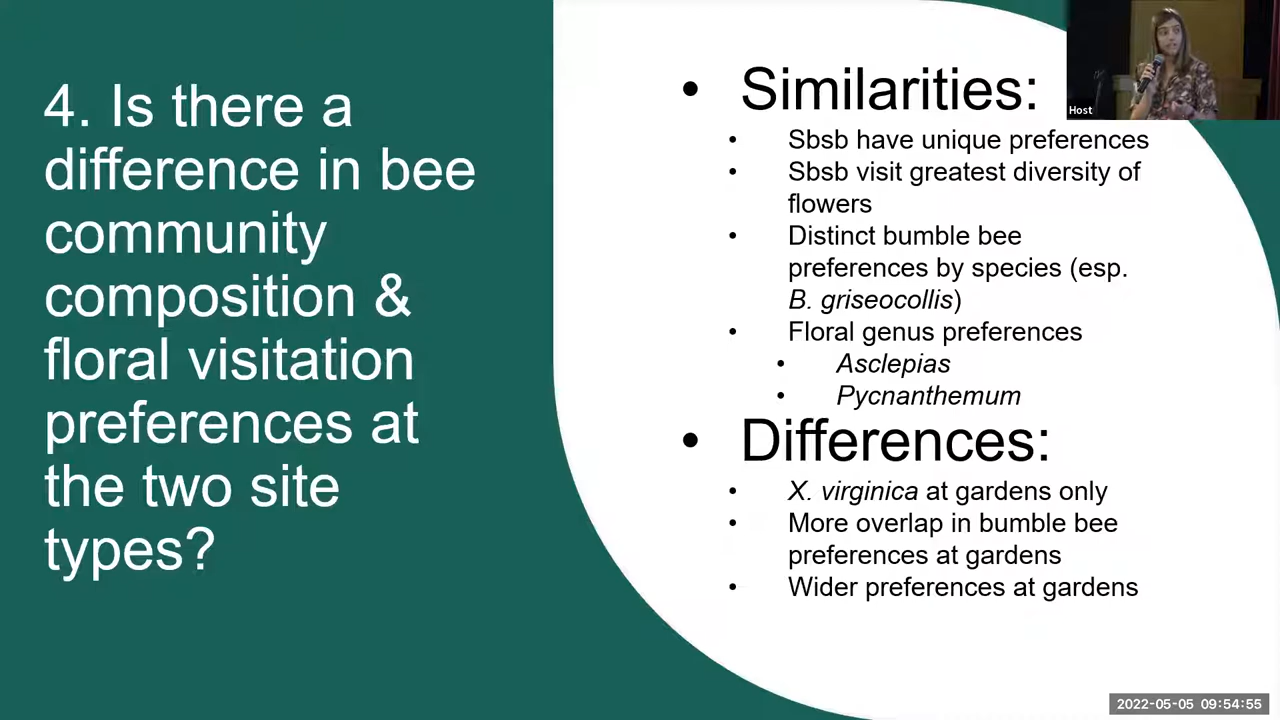 4. Is there a
difference in bee
community
composition &
floral visitation
preferences at
the two site
types?
• Similarities:
• Sbsb have unique preferences
• Sbsb visit greatest diversity of
flowers
• Distinct bumble bee
preferences by species (esp.
B. griseocollis)
• Floral genus preferences
• Asclepias
• Pycnanthemum
• Differences:
• X. virginica at gardens only
• More overlap in bumble bee
preferences at gardens
• Wider preferences at gardens
Host
2022-05-05 09:54:55